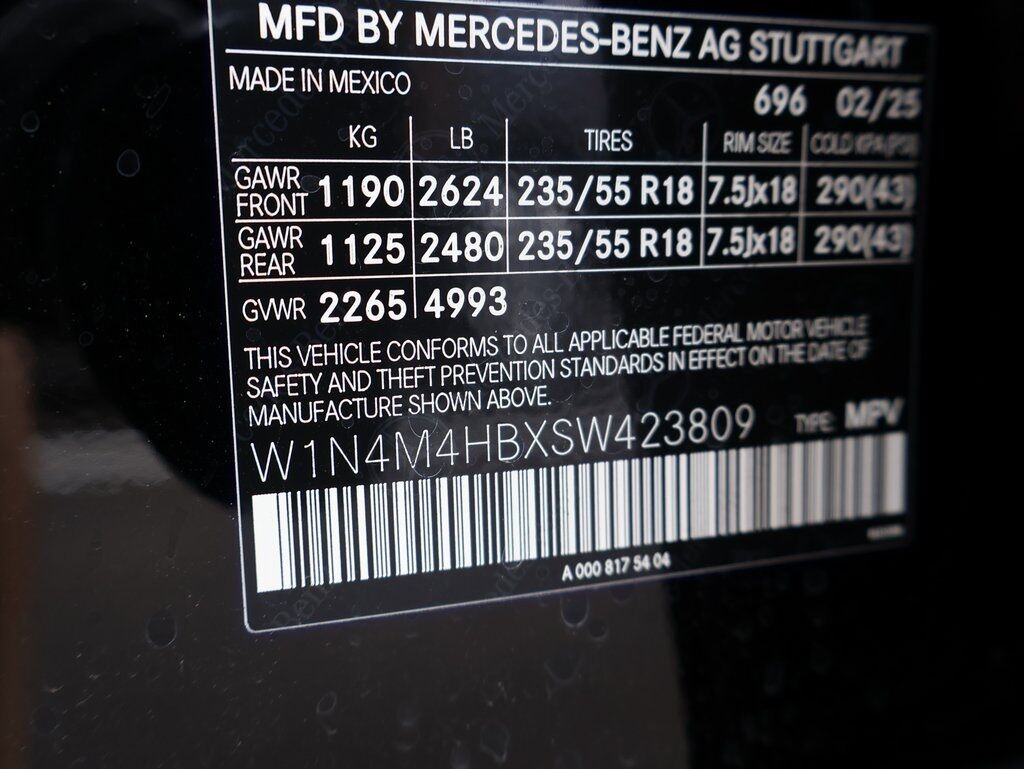 MFD BY MERCEDES-BENZ AG STUTTGART
MADE IN MEXICO
696 02/25
KG LB TIRES RIM SIZE COLD KPA(PSI)
GAWR FRONT 1190 2624 235/55 R18 7.5Jx18 290(43)
GAWR REAR 1125 2480 235/55 R18 7.5Jx18 290(43)
GVWR 2265 4993
THIS VEHICLE CONFORMS TO ALL APPLICABLE FEDERAL MOTOR VEHICLE
SAFETY AND THEFT PREVENTION STANDARDS IN EFFECT ON THE DATE OF
MANUFACTURE SHOWN ABOVE.
W1N4M4HBXSW423809 TYPE: MPV
A 000 817 54 04